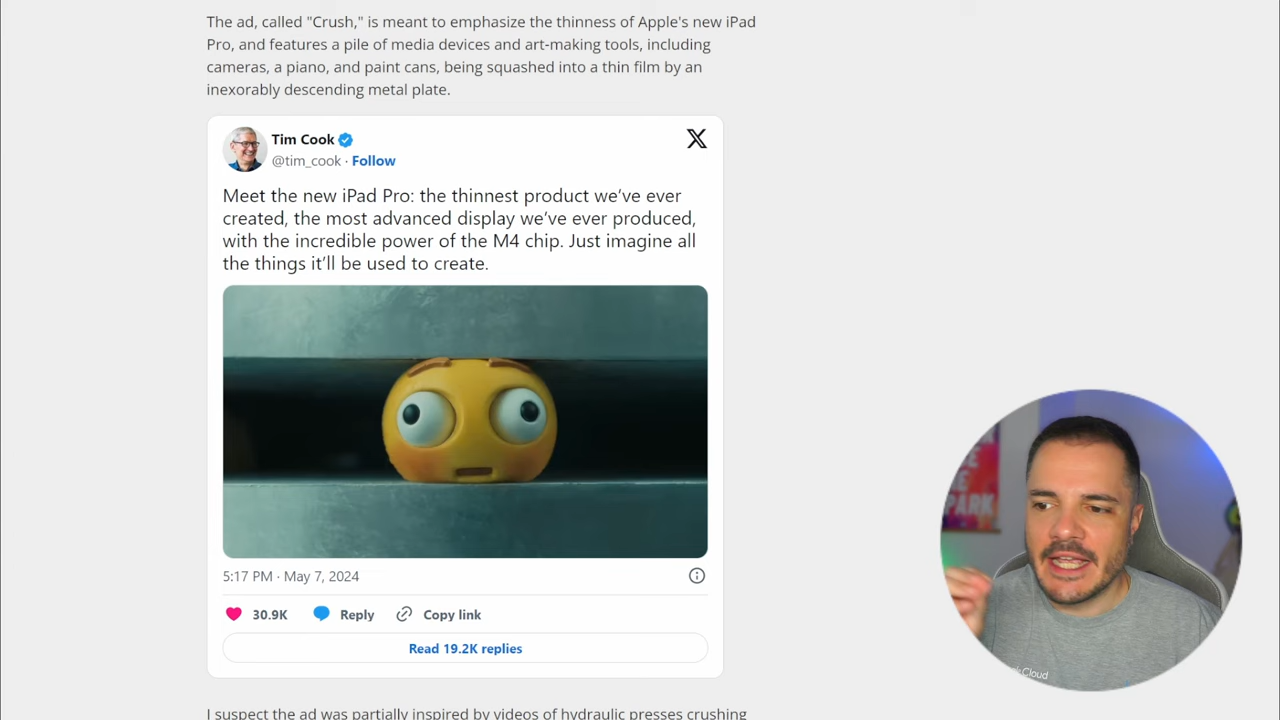 The ad, called "Crush," is meant to emphasize the thinness of Apple's new iPad
Pro, and features a pile of media devices and art-making tools, including
cameras, a piano, and paint cans, being squashed into a thin film by an
inexorably descending metal plate.
Tim Cook
@tim_cook · Follow
Meet the new iPad Pro: the thinnest product we’ve ever
created, the most advanced display we’ve ever produced,
with the incredible power of the M4 chip. Just imagine all
the things it’ll be used to create.
5:17 PM · May 7, 2024
30.9K Reply Copy link
Read 19.2K replies
I suspect the ad was partially inspired by videos of hydraulic presses crushing
PARK
Cloud